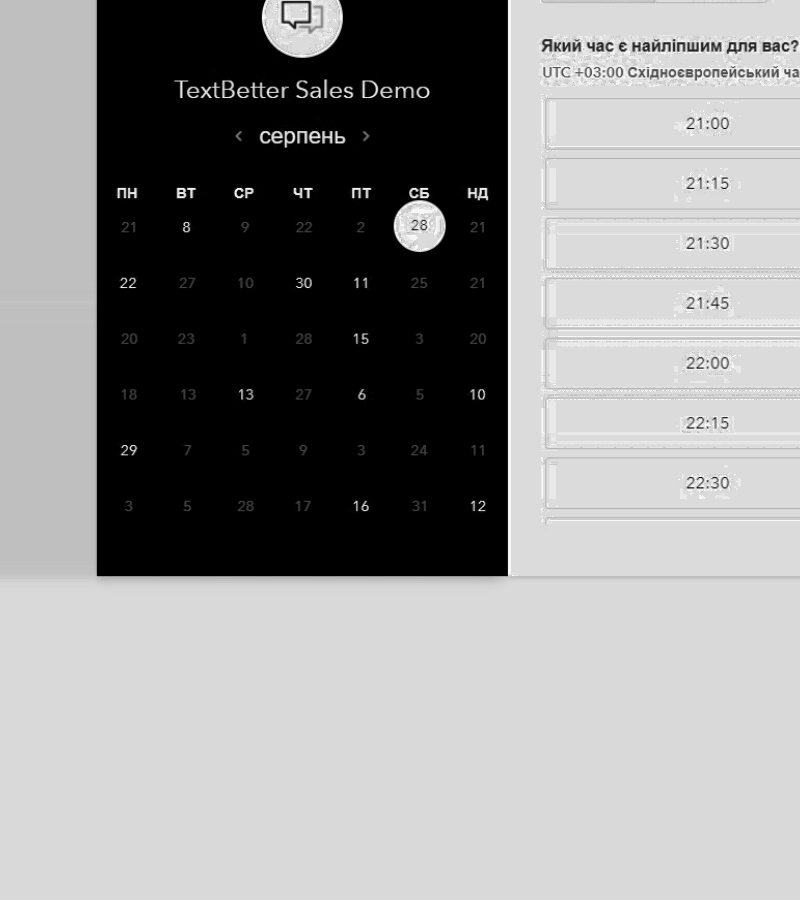 TextBetter Sales Demo
серпень
ПН ВТ СР ЧТ ПТ СБ НД
21 8 9 22 2 28 21
22 27 10 30 11 25 21
20 23 1 28 15 3 20
18 13 13 27 6 5 10
29 7 5 9 3 24 11
3 5 28 17 16 31 12
Який час є найліпшим для вас?
UTC +03:00 Східноєвропейський ча
21:00
21:15
21:30
21:45
22:00
22:15
22:30